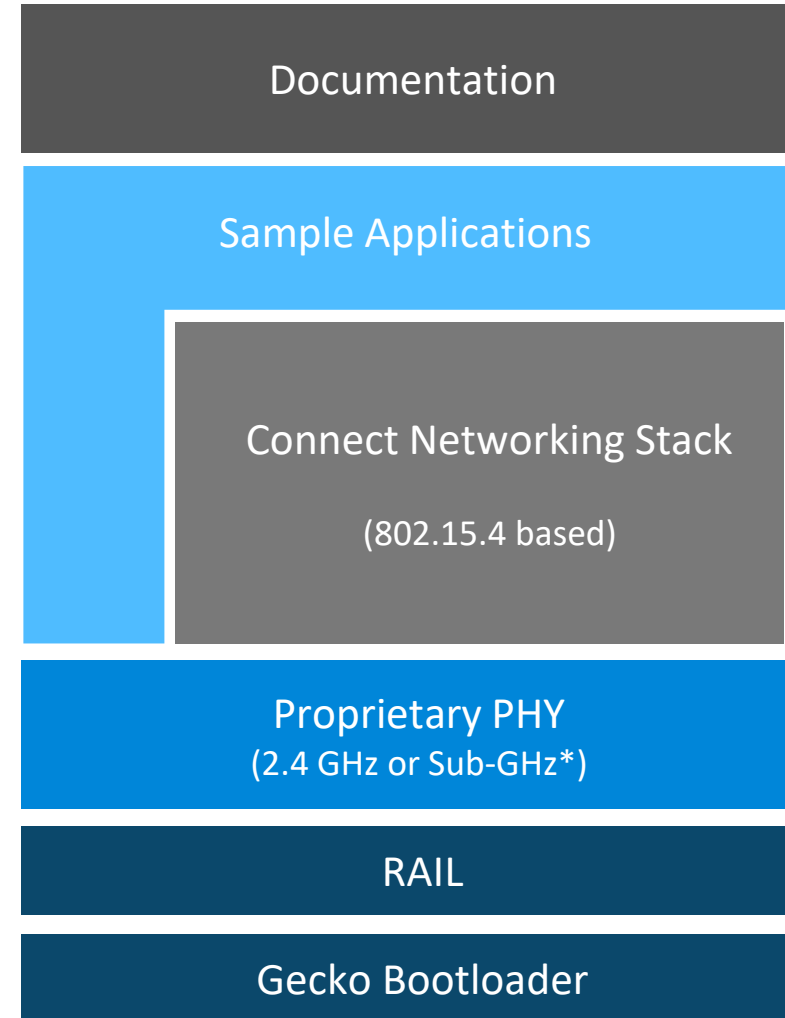 Documentation
Sample Applications
Connect Networking Stack
(802.15.4 based)
Proprietary PHY
(2.4 GHz or Sub-GHz*)
RAIL
Gecko Bootloader